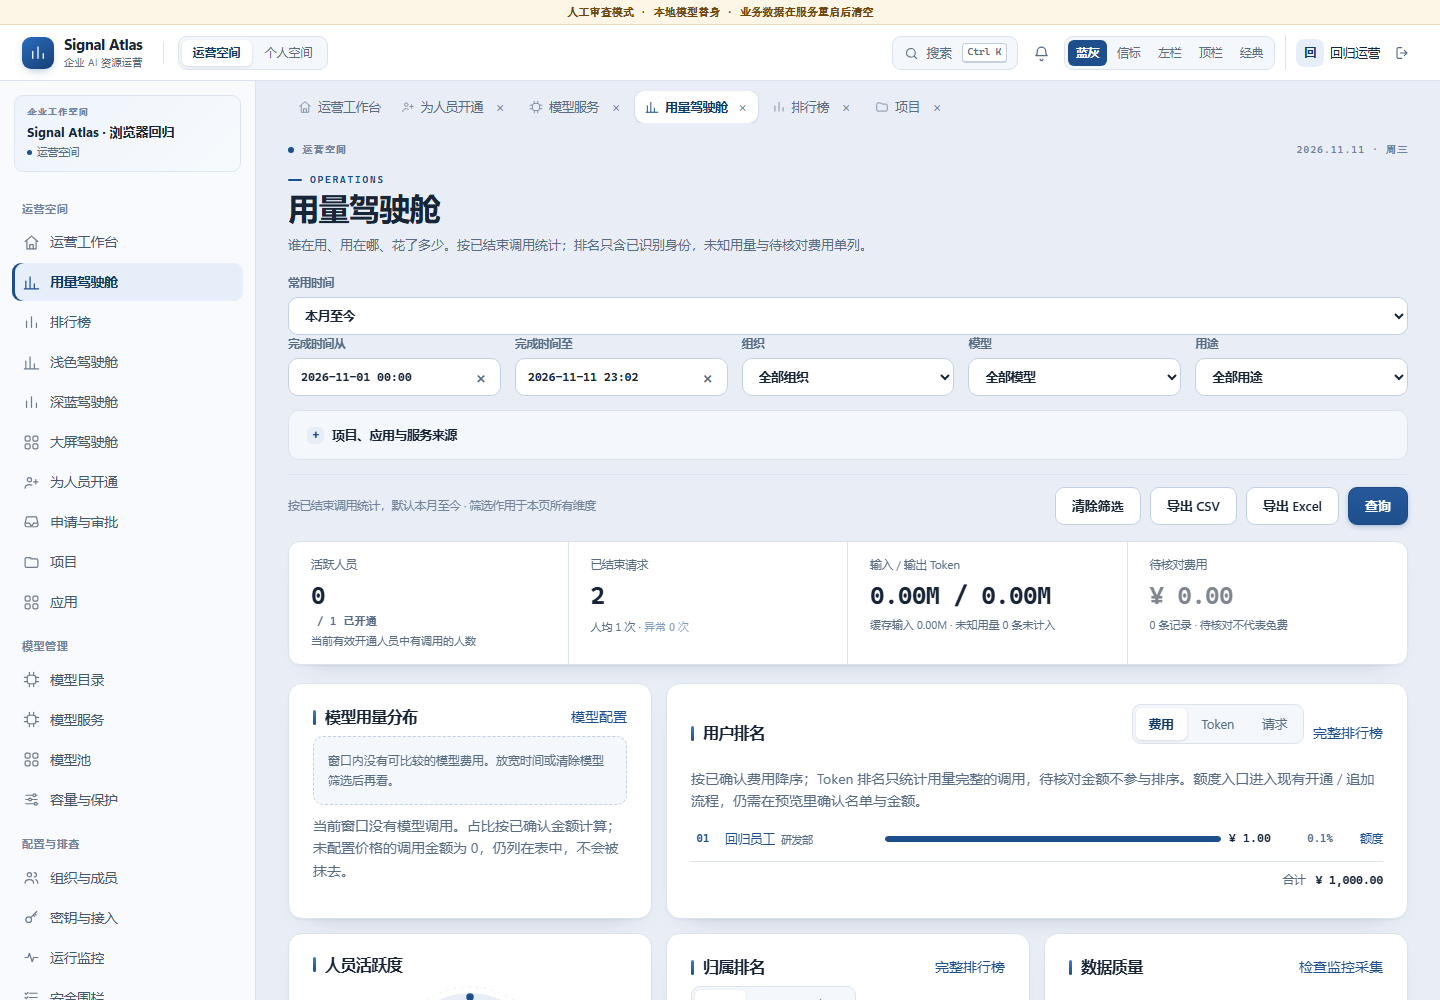 人工审查模式 · 本地模型替身 · 业务数据在服务重启后清空
Signal Atlas
企业 AI 资源运营
运营空间
个人空间
搜索
Ctrl K
蓝灰
信标
左栏
顶栏
经典
回
回归运营
企业工作空间
Signal Atlas · 浏览器回归
运营空间
运营空间
运营工作台
用量驾驶舱
排行榜
浅色驾驶舱
深蓝驾驶舱
大屏驾驶舱
为人员开通
申请与审批
项目
应用
模型管理
模型目录
模型服务
模型池
容量与保护
配置与排查
组织与成员
密钥与接入
运行监控
安全围栏
运营工作台
为人员开通 ×
模型服务 ×
用量驾驶舱 ×
排行榜 ×
项目 ×
运营空间
2026.11.11 · 周三
OPERATIONS
用量驾驶舱
谁在用、用在哪、花了多少。按已结束调用统计；排名只含已识别身份，未知用量与待核对费用单列。
常用时间
本月至今
完成时间从
完成时间至
组织
模型
用途
2026-11-01 00:00 ×
2026-11-11 23:02 ×
全部组织
全部模型
全部用途
+ 项目、应用与服务来源
按已结束调用统计，默认本月至今 · 筛选作用于本页所有维度
清除筛选
导出 CSV
导出 Excel
查询
活跃人员
0
/ 1 已开通
当前有效开通人员中有调用的人数
已结束请求
2
人均 1 次 · 异常 0 次
输入 / 输出 Token
0.00M / 0.00M
缓存输入 0.00M · 未知用量 0 条未计入
待核对费用
¥ 0.00
0 条记录 · 待核对不代表免费
模型用量分布
模型配置
窗口内没有可比较的模型费用。放宽时间或清除模型
筛选后再看。
当前窗口没有模型调用。占比按已确认金额计算；
未配置价格的调用金额为 0，仍列在表中，不会被
抹去。
用户排名
费用
Token
请求
完整排行榜
按已确认费用降序；Token 排名只统计用量完整的调用，待核对金额不参与排序。额度入口进入现有开通 / 追加
流程，仍需在预览里确认名单与金额。
01 回归员工 研发部 ¥ 1.00 0.1% 额度
合计 ¥ 1,000.00
人员活跃度
归属排名
完整排行榜
数据质量
检查监控采集